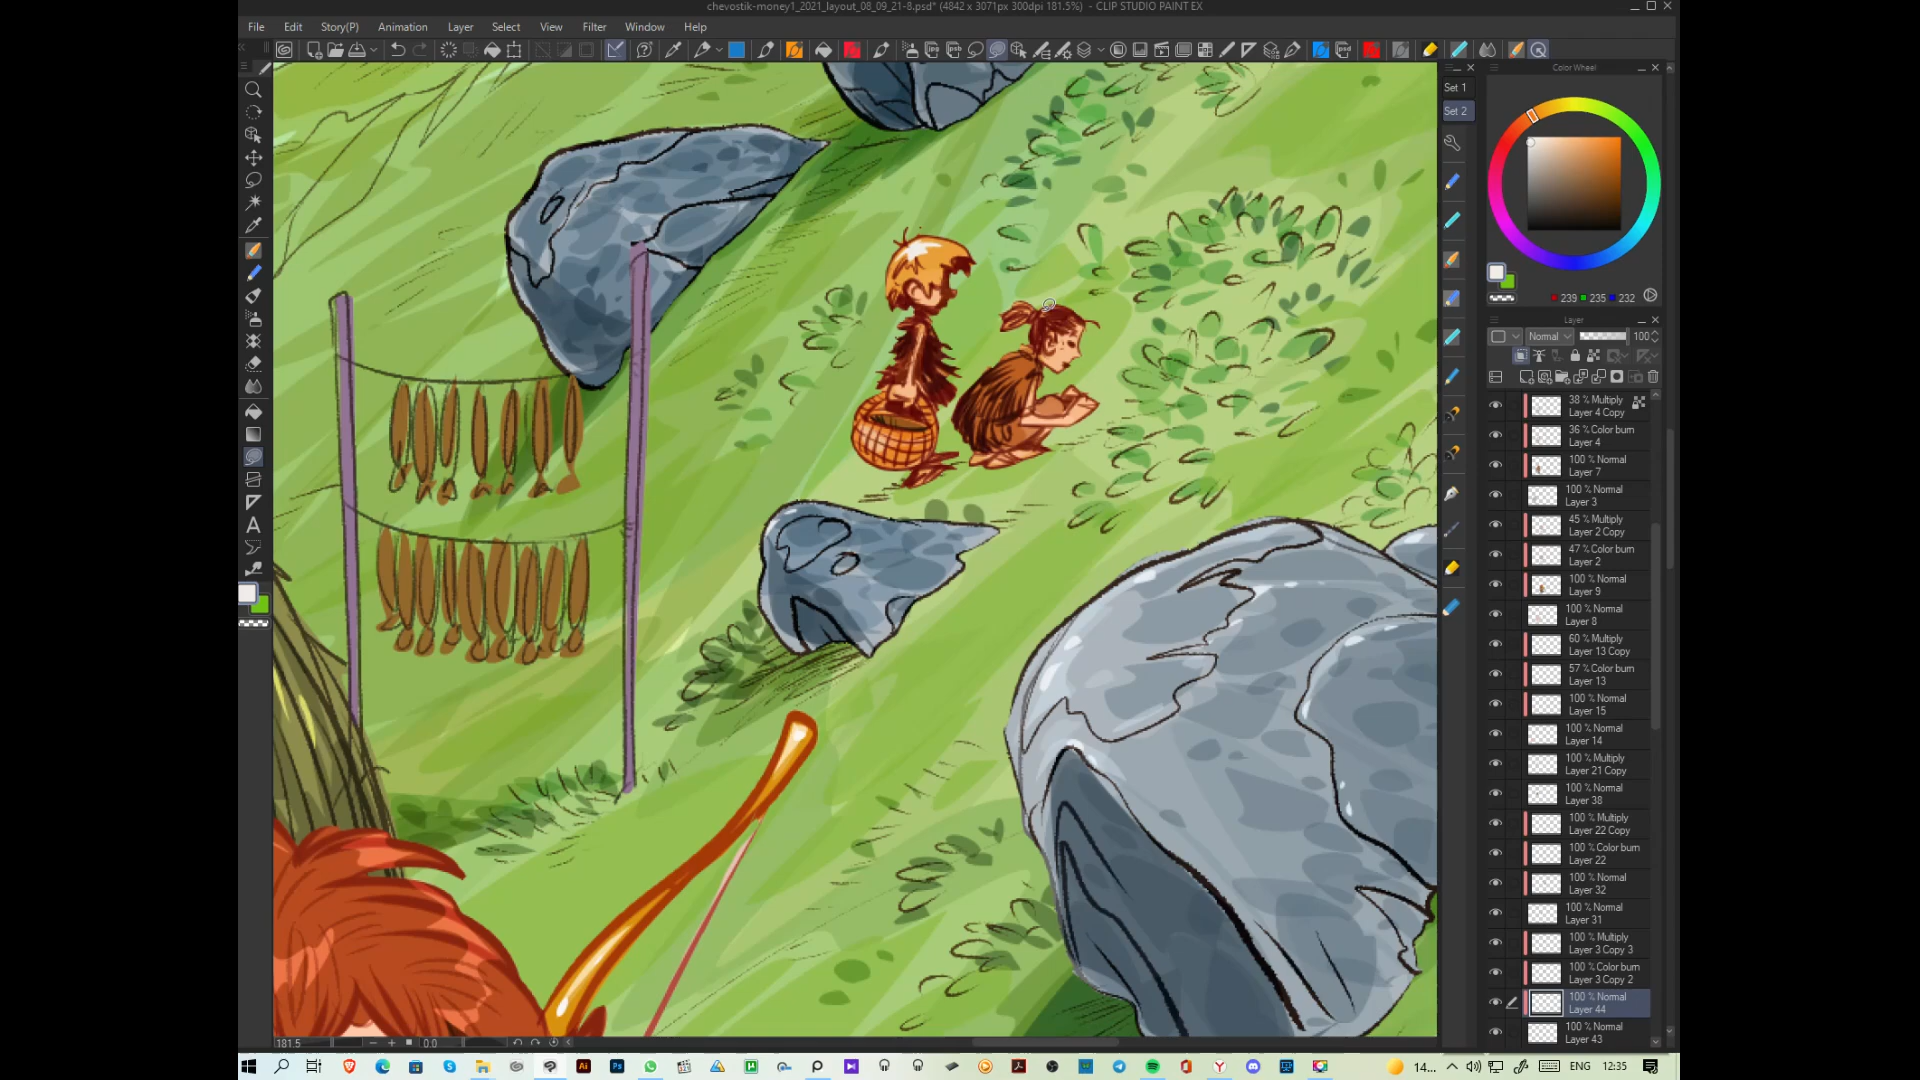 chevostik-money1_2021_layout_08_09_21-8.psd* (4842 x 3071px 300dpi 181.5%) - CLIP STUDIO PAINT EX
File Edit Story(P) Animation Layer Select View Filter Window Help
Color Wheel
Set 1
Set 2
239 235 232
Layer
Normal 100
38 % Multiply
Layer 4 Copy
36 % Color burn
Layer 4
100 % Normal
Layer 7
100 % Normal
Layer 3
45 % Multiply
Layer 2 Copy
47 % Color burn
Layer 2
100 % Normal
Layer 9
100 % Normal
Layer 8
60 % Multiply
Layer 13 Copy
57 % Color burn
Layer 13
100 % Normal
Layer 15
100 % Normal
Layer 14
100 % Multiply
Layer 21 Copy
100 % Normal
Layer 38
100 % Multiply
Layer 22 Copy
100 % Color burn
Layer 22
100 % Normal
Layer 32
100 % Normal
Layer 31
100 % Multiply
Layer 3 Copy 3
100 % Color burn
Layer 3 Copy 2
100 % Normal
Layer 44
100 % Normal
Layer 43
181.5 0.0
14... ENG 12:35